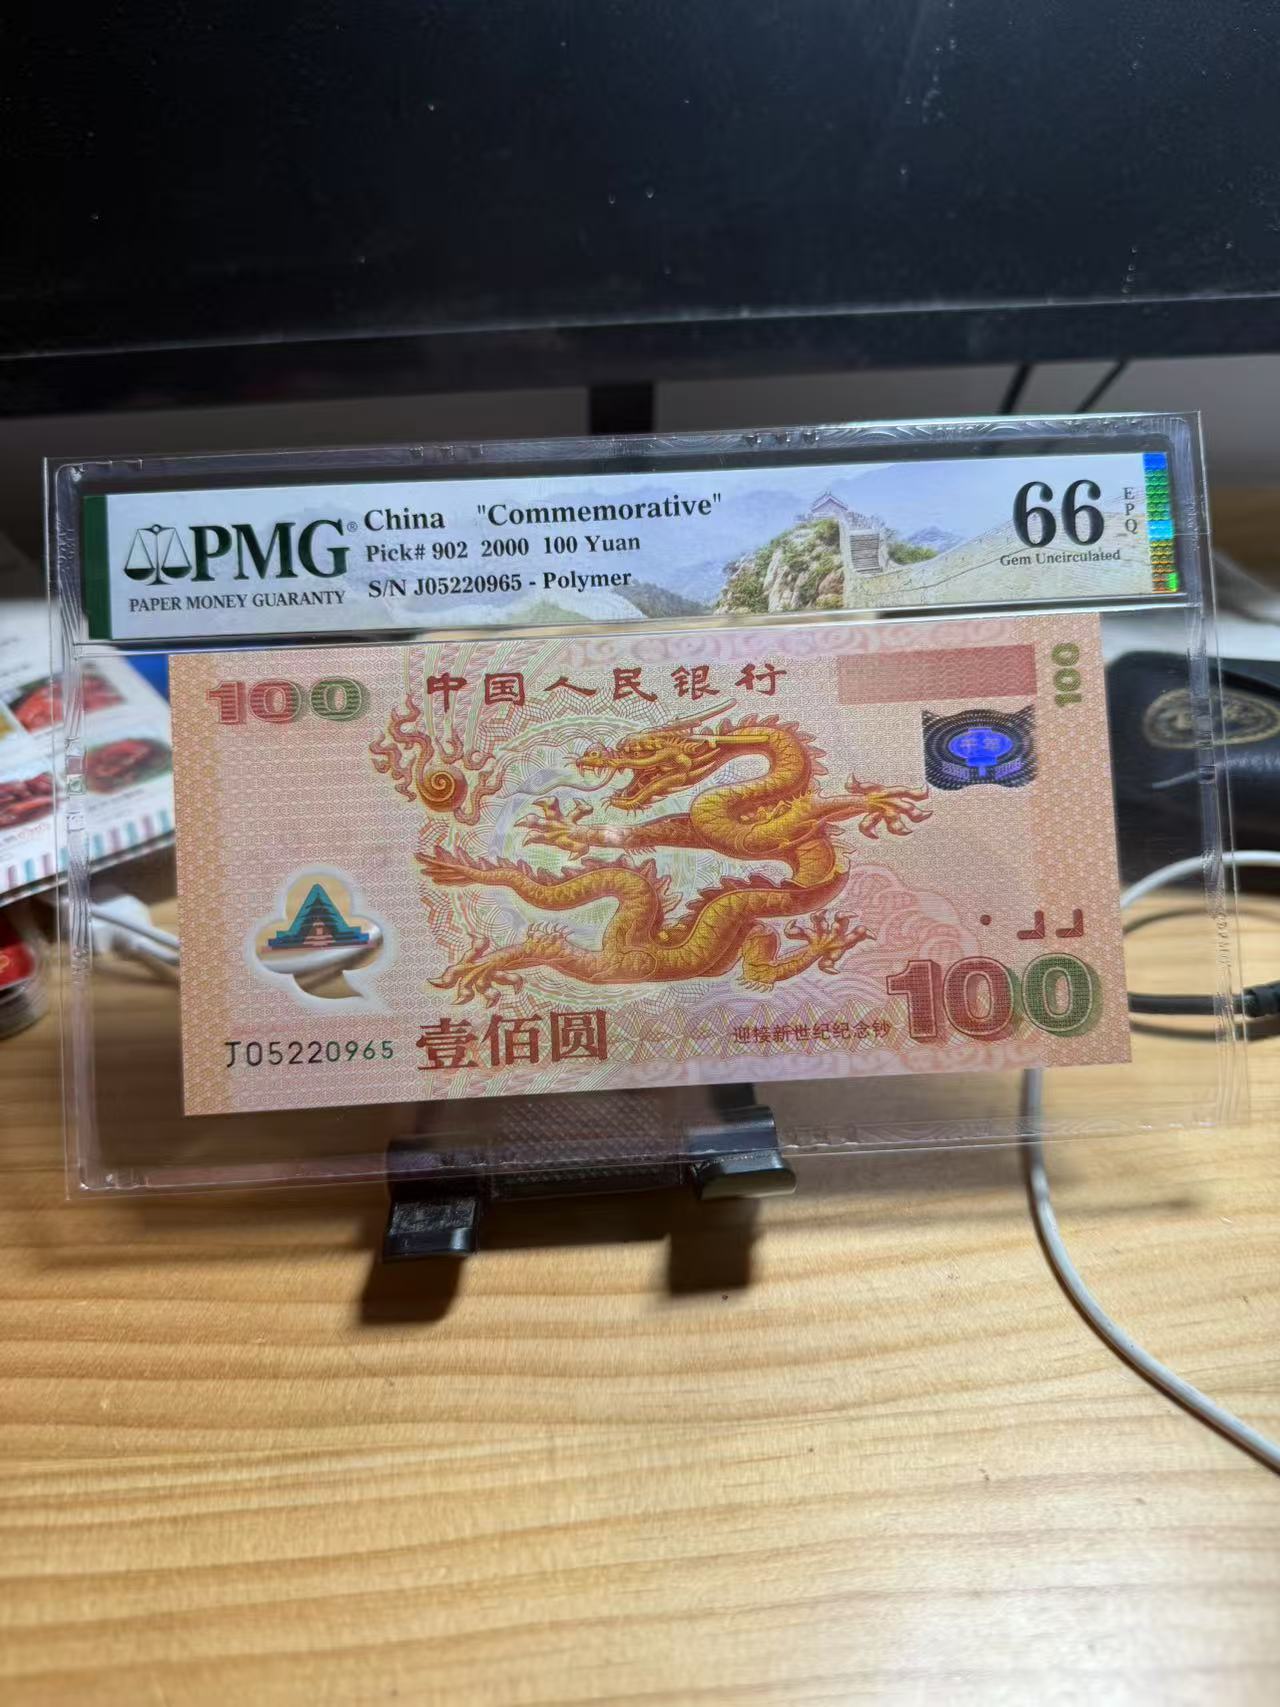 PMG®
PAPER MONEY GUARANTY
China "Commemorative"
Pick# 902 2000 100 Yuan
S/N J05220965 - Polymer
66
EPQ
Gem Uncirculated
100
中国人民银行
100
千年
J05220965
壹佰圆
迎接新世纪纪念钞
100